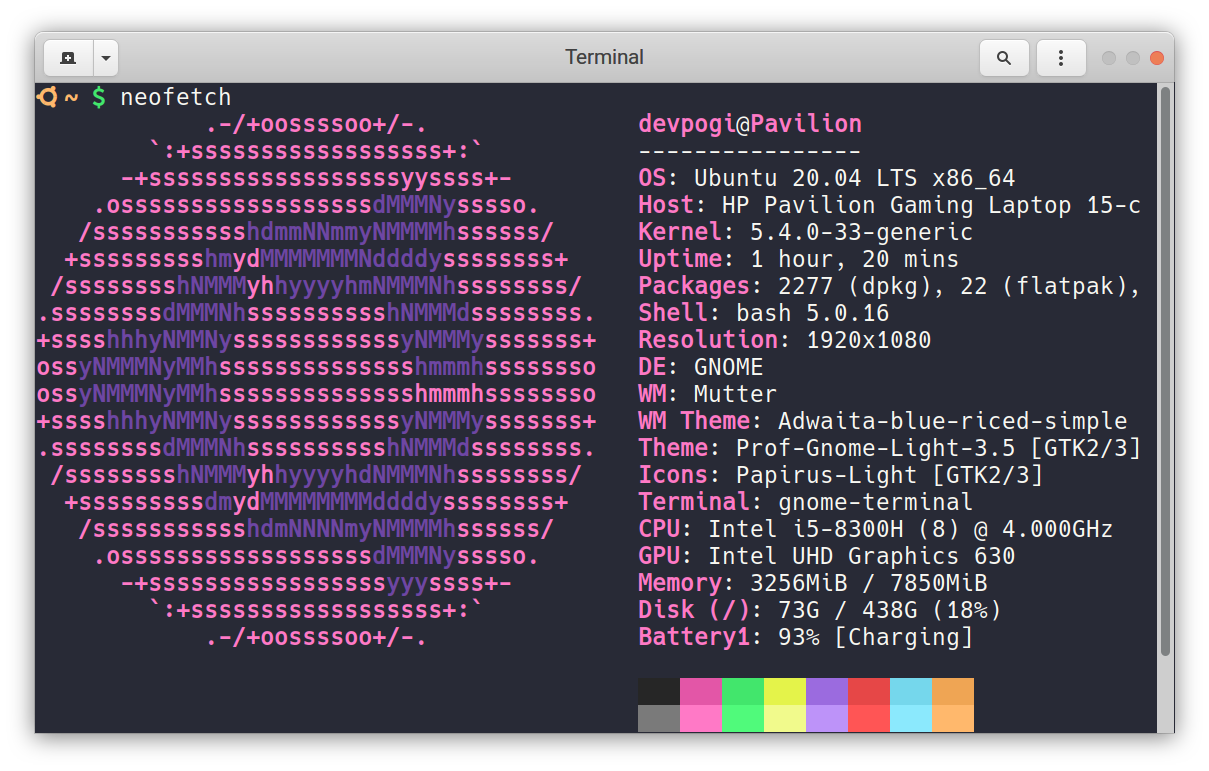 Terminal
~ $ neofetch
.-/+oossssoo+/-.
`:+ssssssssssssssssss+:`
-+ssssssssssssssssssyyssss+-
.ossssssssssssssssssdMMMNysssso.
/ssssssssssshdmmNNmmyNMMMMhssssss/
+ssssssssshmydMMMMMMMNddddyssssssss+
/sssssssshNMMMyhhyyyyhmNMMMNhssssssss/
.ssssssssdMMMNhsssssssssshNMMMdssssssss.
+sssshhhyNMMNyssssssssssssyNMMMysssssss+
ossyNMMMNyMMhsssssssssssssshmmmhssssssso
ossyNMMMNyMMhsssssssssssssshmmmhssssssso
+sssshhhyNMMNyssssssssssssyNMMMysssssss+
.ssssssssdMMMNhsssssssssshNMMMdssssssss.
/sssssssshNMMMyhhyyyyhdNMMMNhssssssss/
+sssssssssdmydMMMMMMMMddddyssssssss+
/ssssssssssshdmNNNNmyNMMMMhssssss/
.ossssssssssssssssssdMMMNysssso.
-+sssssssssssssssssyyyssss+-
`:+ssssssssssssssssss+:`
.-/+oossssoo+/-.
devpogi@Pavilion
----------------
OS: Ubuntu 20.04 LTS x86_64
Host: HP Pavilion Gaming Laptop 15-c
Kernel: 5.4.0-33-generic
Uptime: 1 hour, 20 mins
Packages: 2277 (dpkg), 22 (flatpak),
Shell: bash 5.0.16
Resolution: 1920x1080
DE: GNOME
WM: Mutter
WM Theme: Adwaita-blue-riced-simple
Theme: Prof-Gnome-Light-3.5 [GTK2/3]
Icons: Papirus-Light [GTK2/3]
Terminal: gnome-terminal
CPU: Intel i5-8300H (8) @ 4.000GHz
GPU: Intel UHD Graphics 630
Memory: 3256MiB / 7850MiB
Disk (/): 73G / 438G (18%)
Battery1: 93% [Charging]